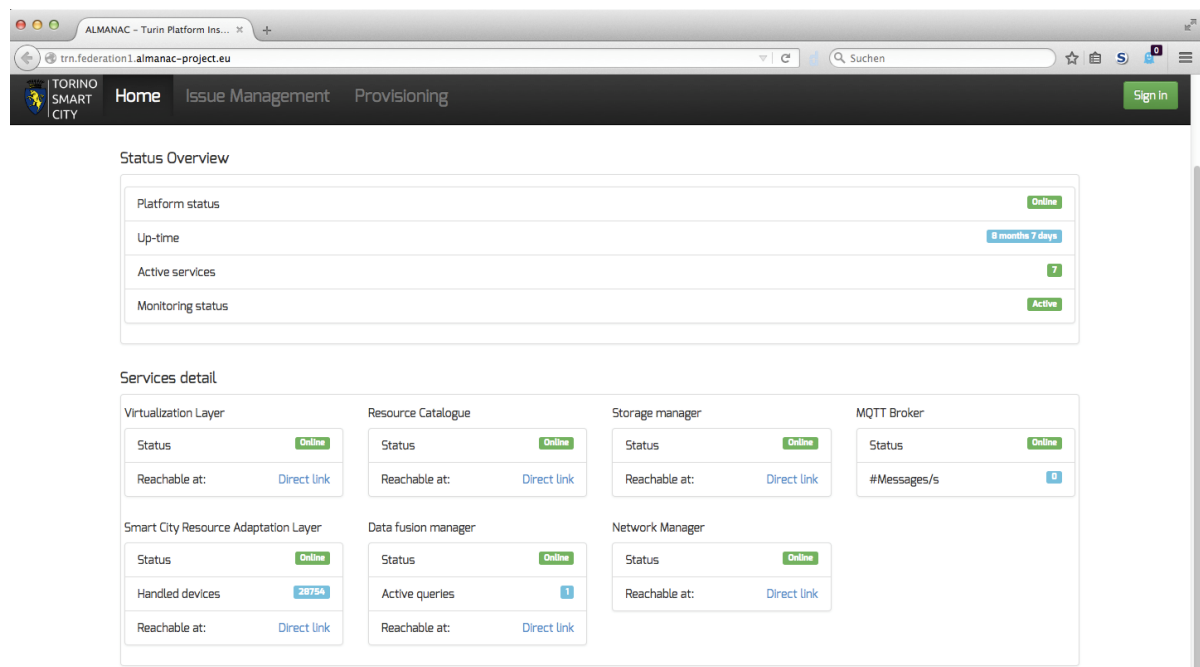 ALMANAC - Turin Platform Ins...
trn.federation1.almanac-project.eu
Suchen
0
TORINO
SMART
CITY
Home Issue Management Provisioning
Sign in
Status Overview
Platform status Online
Up-time 8 months 7 days
Active services 7
Monitoring status Active
Services detail
Virtualization Layer Resource Catalogue Storage manager MQTT Broker
Status Online Status Online Status Online Status Online
Reachable at: Direct link Reachable at: Direct link Reachable at: Direct link #Messages/s 0
Smart City Resource Adaptation Layer Data fusion manager Network Manager
Status Online Status Online Status Online
Handled devices 28754 Active queries 1 Reachable at: Direct link
Reachable at: Direct link Reachable at: Direct link